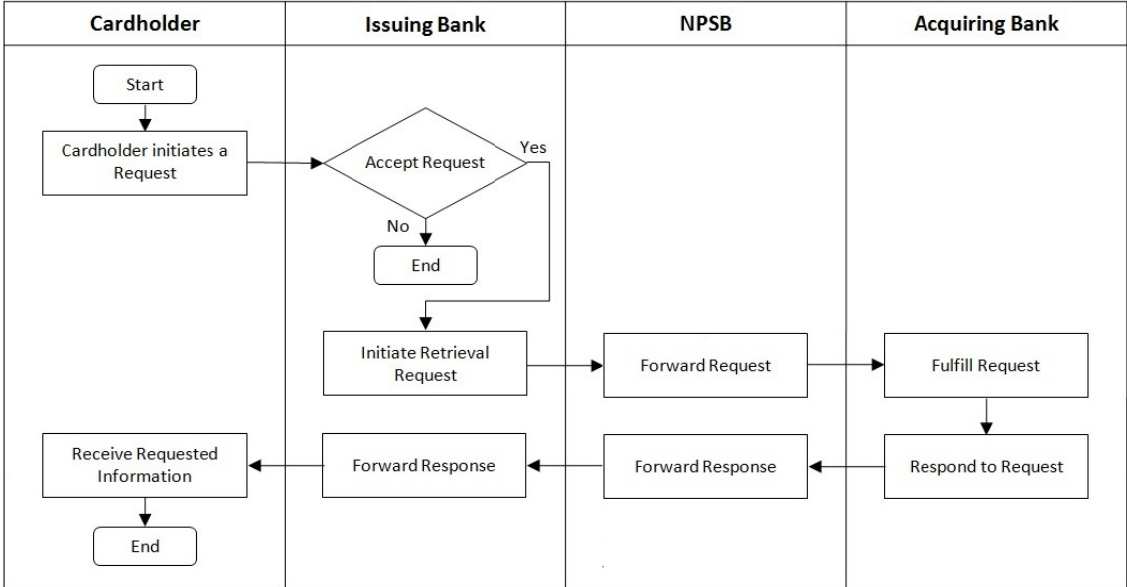 Cardholder
Issuing Bank
NPSB
Acquiring Bank
Start
Cardholder initiates a
Request
Accept Request
Yes
No
End
Initiate Retrieval
Request
Forward Request
Fulfill Request
Receive Requested
Information
Forward Response
Forward Response
Respond to Request
End